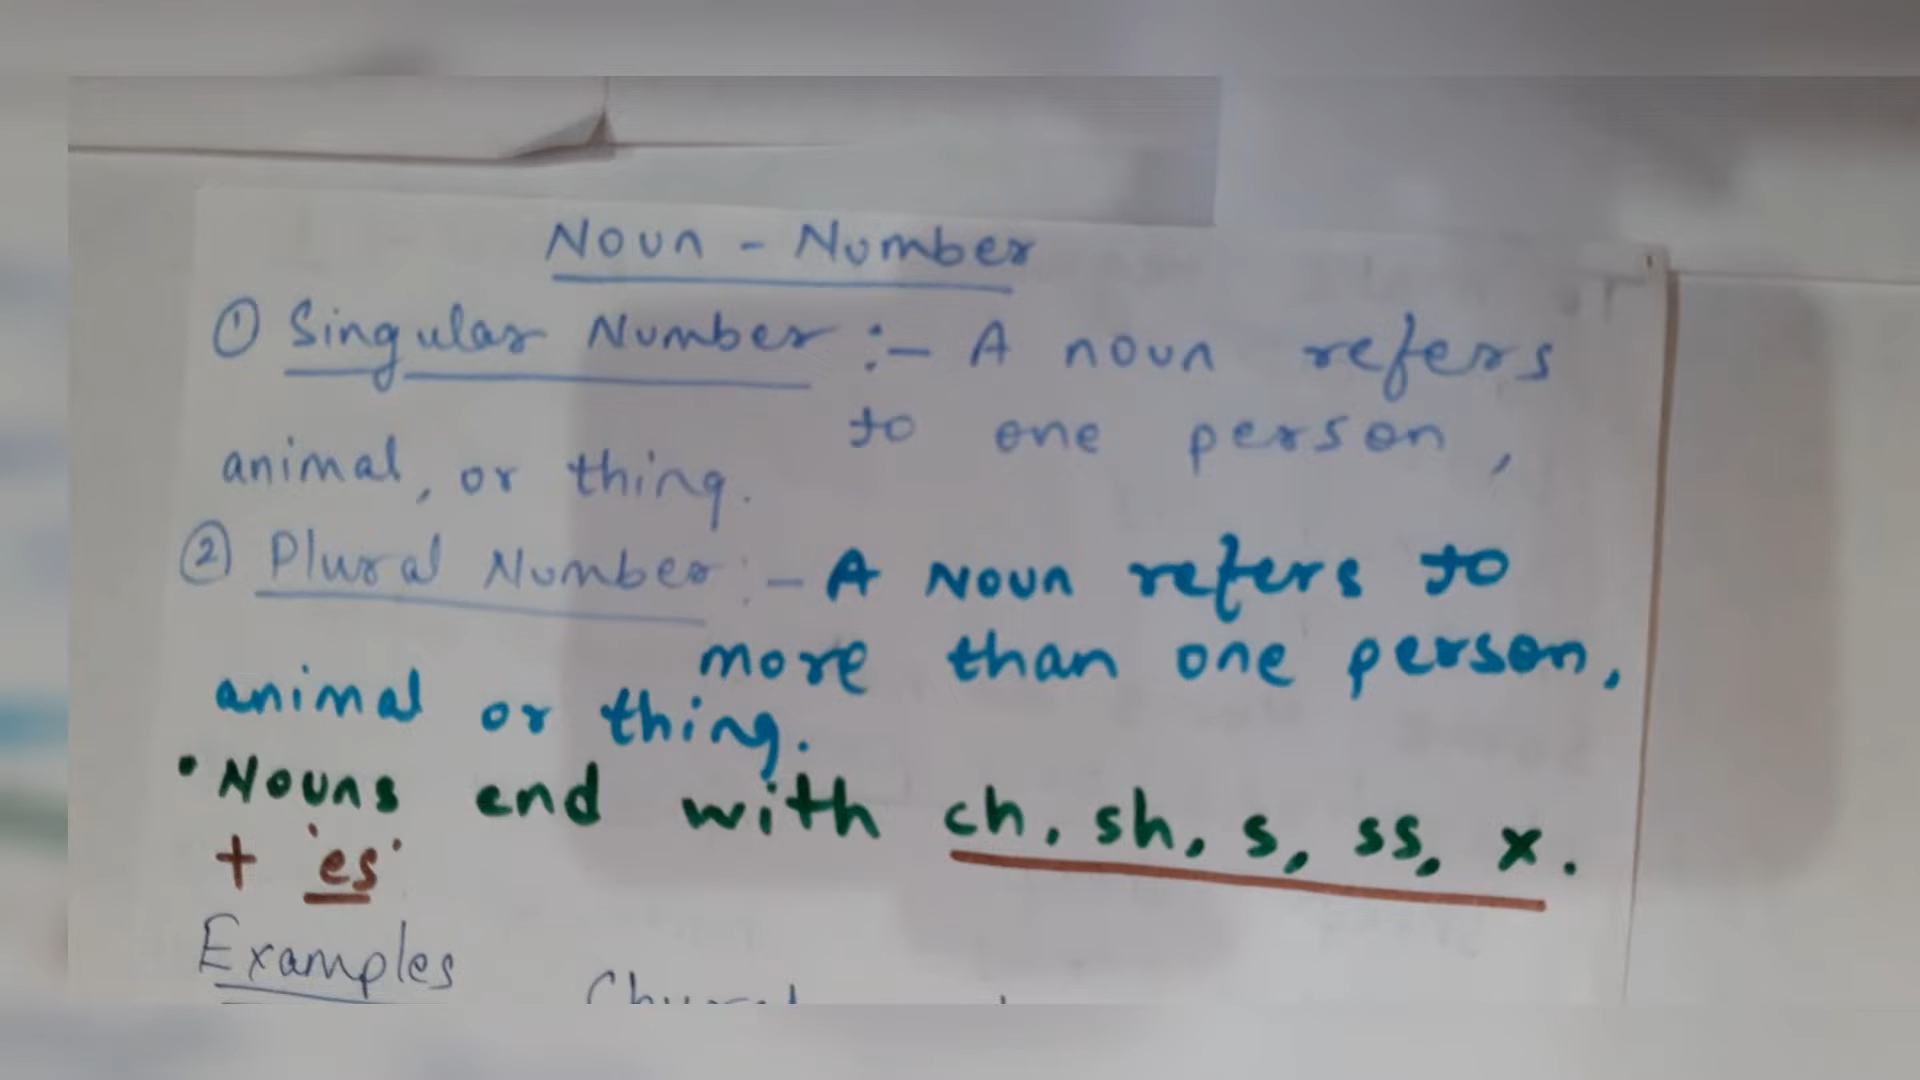 Noun - Number
① Singular Number :- A noun refers
to one person,
animal, or thing.
② Plural Number :- A Noun refers to
more than one person,
animal or thing.
• Nouns end with ch, sh, s, ss, x.
+ 'es'
Examples